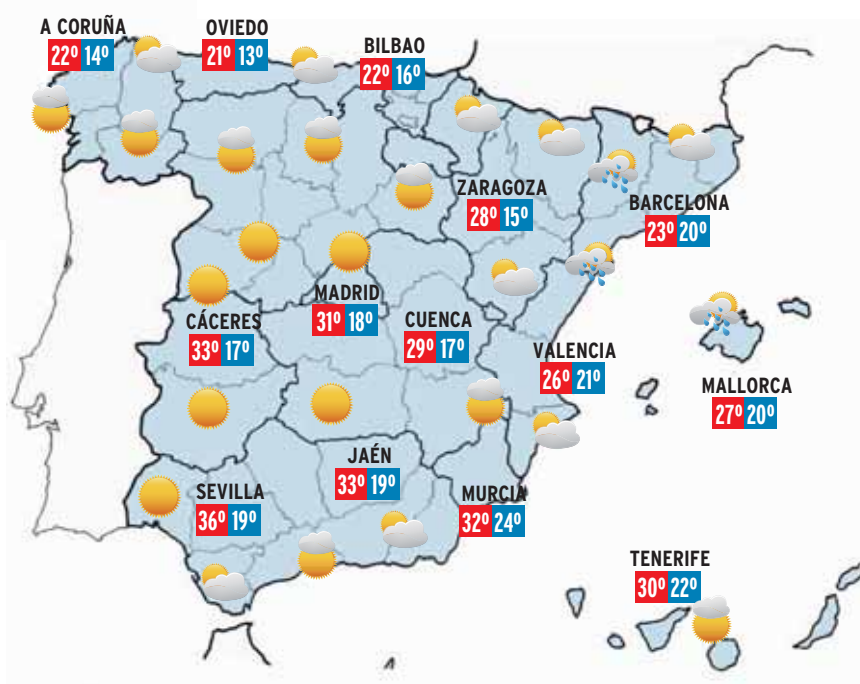 A CORUÑA
22º 14º
OVIEDO
21º 13º
BILBAO
22º 16º
ZARAGOZA
28º 15º
BARCELONA
23º 20º
MADRID
31º 18º
CÁCERES
33º 17º
CUENCA
29º 17º
VALENCIA
26º 21º
MALLORCA
27º 20º
JAÉN
33º 19º
SEVILLA
36º 19º
MURCIA
32º 24º
TENERIFE
30º 22º